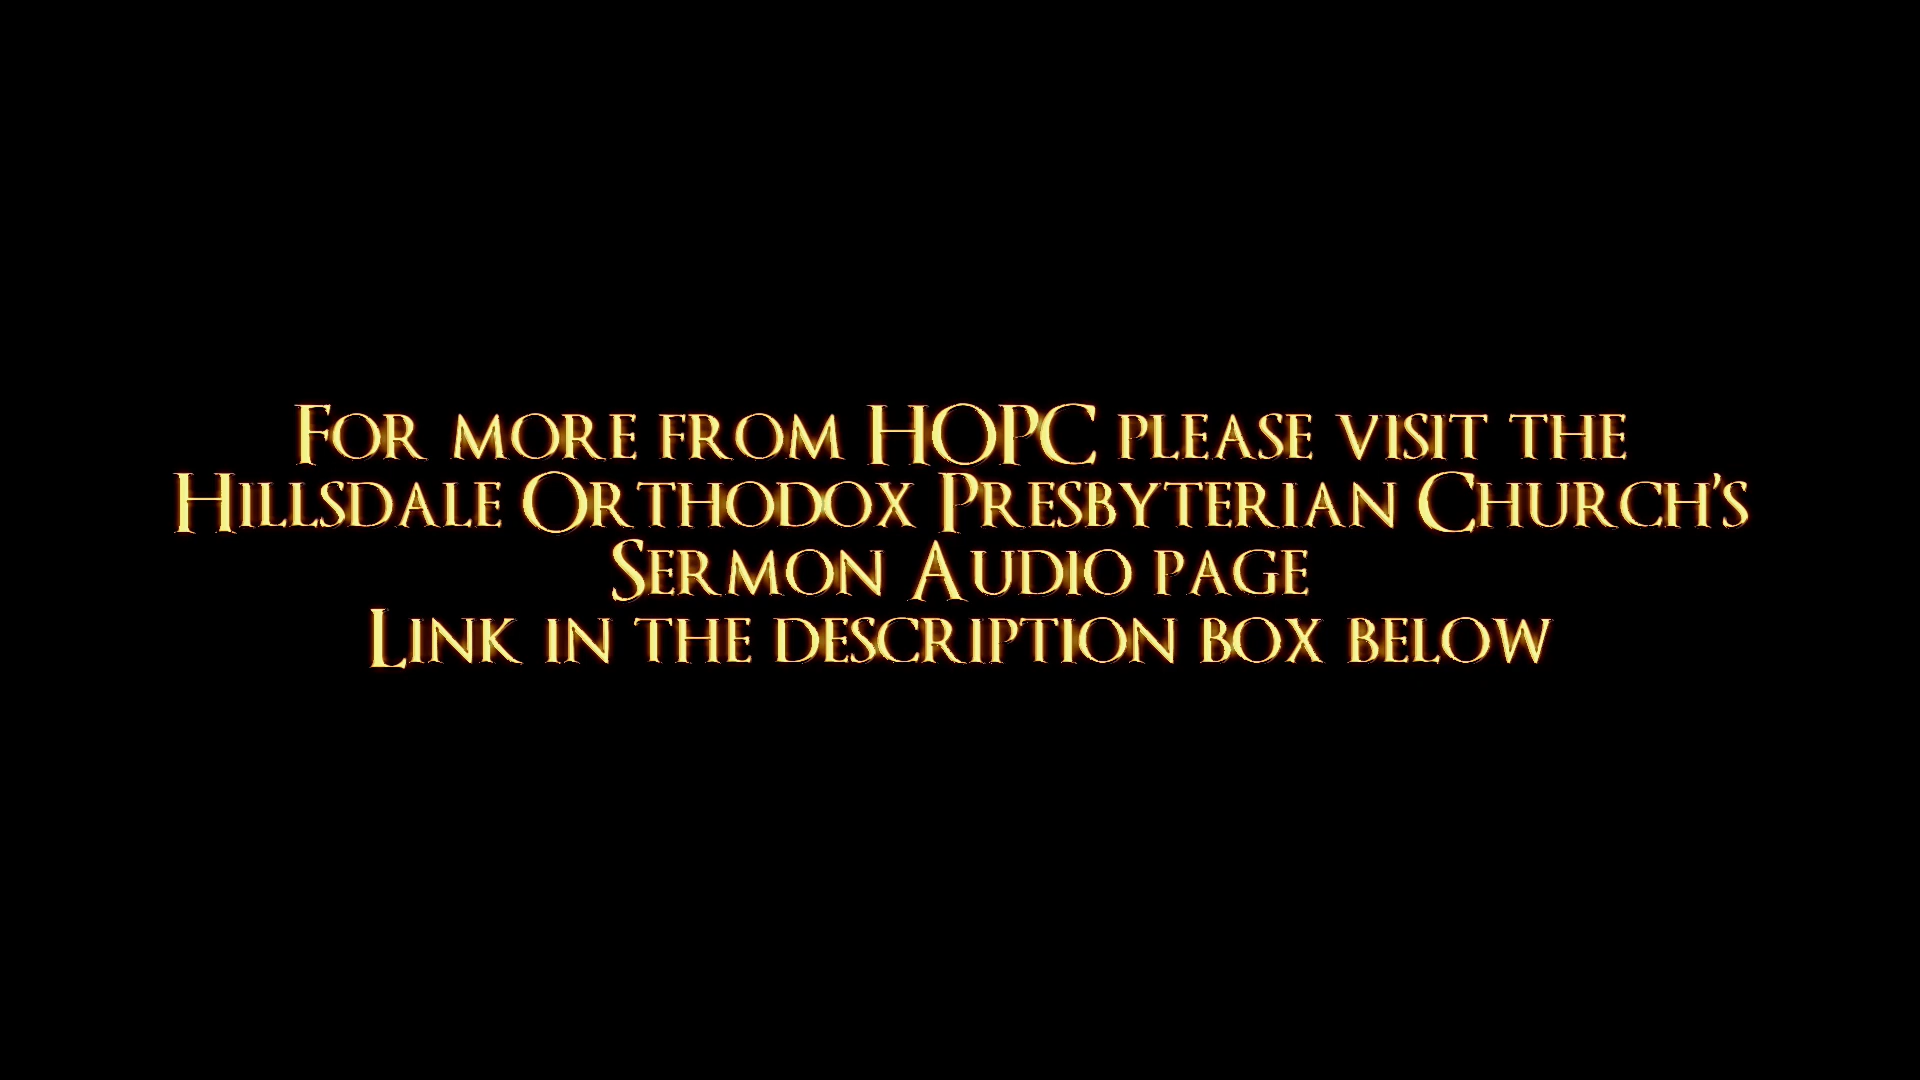 For more from HOPC please visit the
Hillsdale Orthodox Presbyterian Church's
Sermon Audio page
Link in the description box below